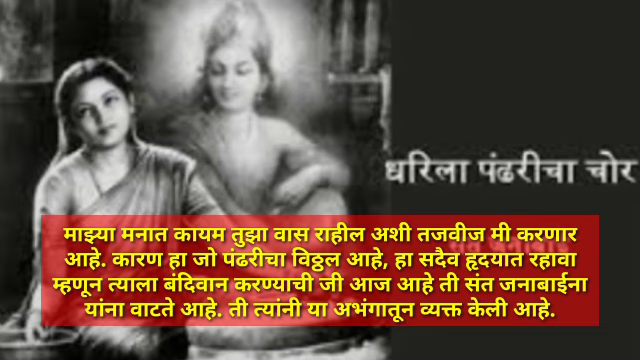 धरिला पंढरीचा चोर
माझ्या मनात कायम तुझा वास राहील अशी तजवीज मी करणार
आहे. कारण हा जो पंढरीचा विठ्ठल आहे, हा सदैव हृदयात रहावा
म्हणून त्याला बंदिवान करण्याची जी आज आहे ती संत जनाबाईना
यांना वाटते आहे. ती त्यांनी या अभंगातून व्यक्त केली आहे.